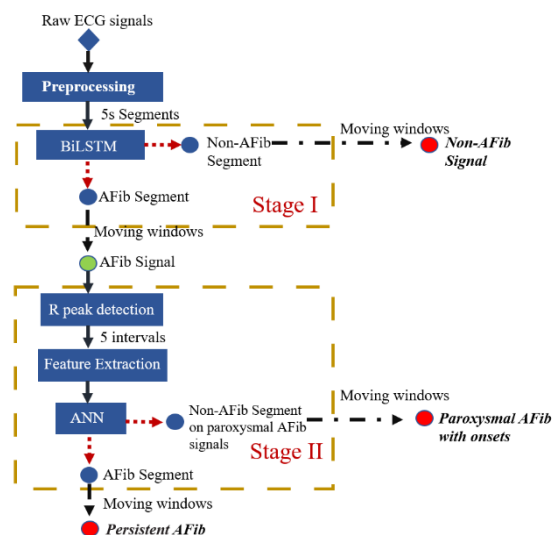 Raw ECG signals
Preprocessing
5s Segments
BiLSTM
Non-AFib
Segment
Moving windows
Non-AFib
Signal
AFib Segment
Stage I
Moving windows
AFib Signal
R peak detection
5 intervals
Feature Extraction
ANN
Non-AFib Segment
on paroxysmal AFib
signals
Moving windows
Paroxysmal AFib
with onsets
Stage II
AFib Segment
Moving windows
Persistent AFib